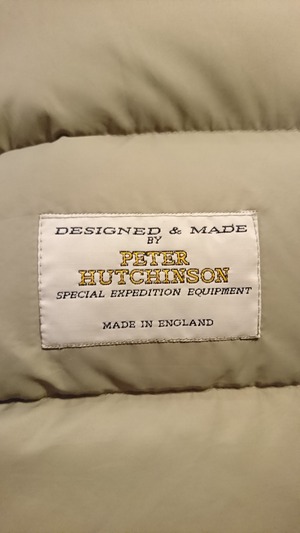 DESIGNED & MADE
BY
PETER
HUTCHINSON
SPECIAL EXPEDITION EQUIPMENT
MADE IN ENGLAND